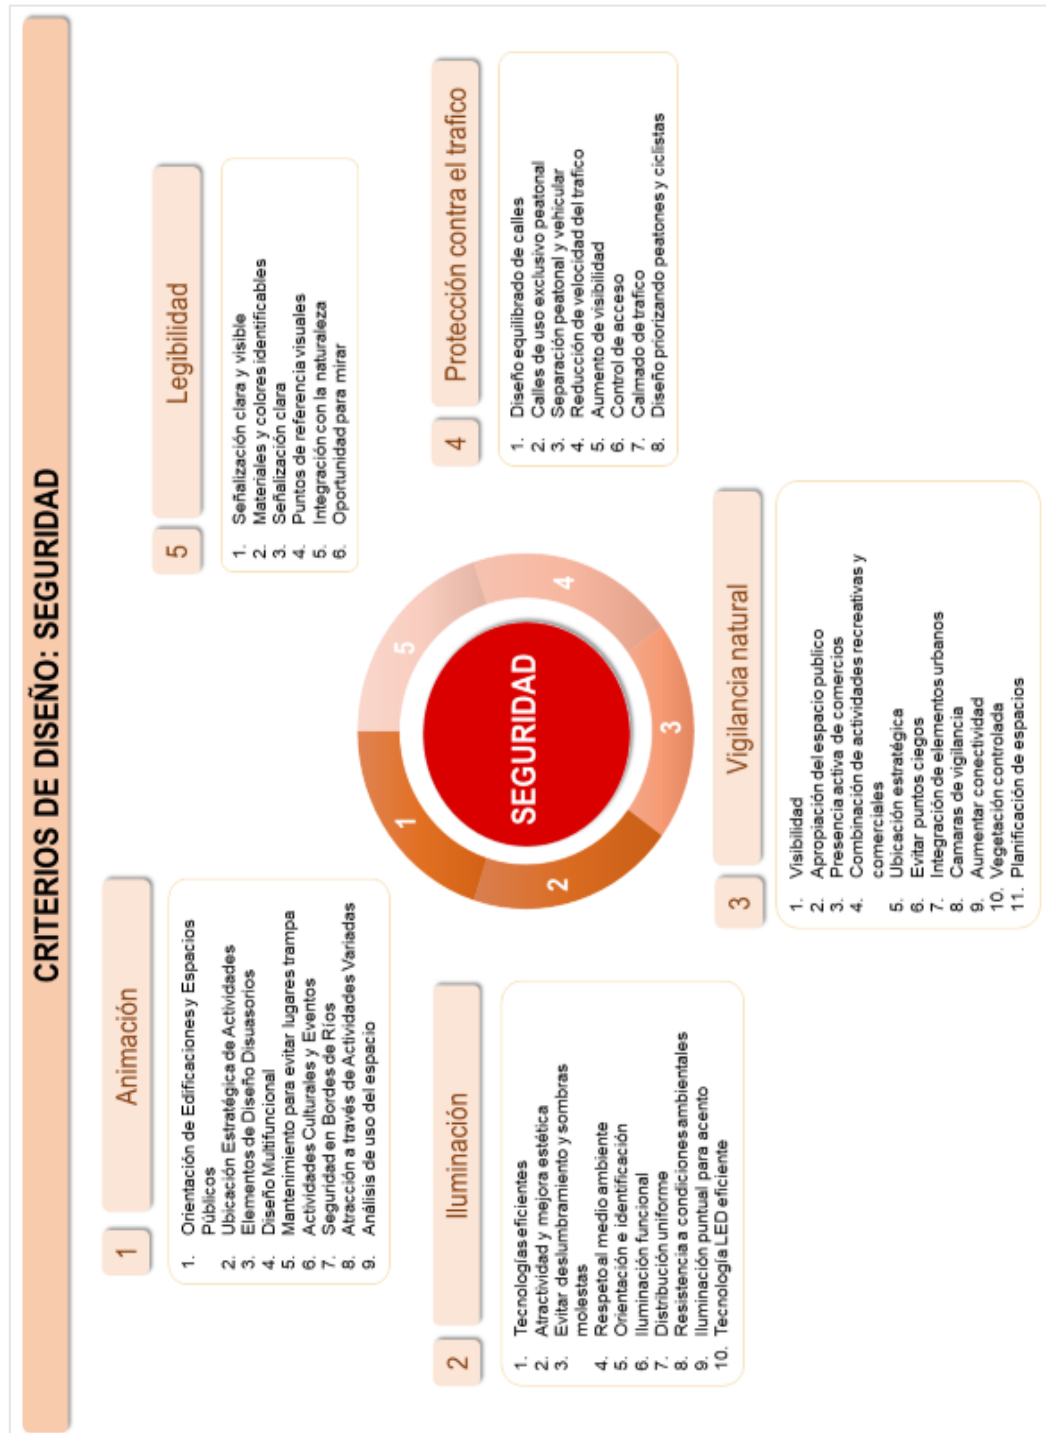 CRITERIOS DE DISEÑO: SEGURIDAD
1
Animación
1. Orientación de Edificaciones y Espacios
Públicos
2. Ubicación Estratégica de Actividades
3. Elementos de Diseño Disuasorios
4. Diseño Multifuncional
5. Mantenimiento para evitar lugares trampa
6. Actividades Culturales y Eventos
7. Seguridad en Bordes de Ríos
8. Atracción a través de Actividades Variadas
9. Análisis de uso del espacio
5
Legibilidad
1. Señalización clara y visible
2. Materiales y colores identificables
3. Señalización clara
4. Puntos de referencia visuales
5. Integración con la naturaleza
6. Oportunidad para mirar
1
5
2
4
3
SEGURIDAD
2
Iluminación
1. Tecnologías eficientes
2. Atractividad y mejora estética
3. Evitar deslumbramiento y sombras
molestas
4. Respeto al medio ambiente
5. Orientación e identificación
6. Iluminación funcional
7. Distribución uniforme
8. Resistencia a condiciones ambientales
9. Iluminación puntual para acento
10. Tecnología LED eficiente
4
Protección contra el trafico
1. Diseño equilibrado de calles
2. Calles de uso exclusivo peatonal
3. Separación peatonal y vehicular
4. Reducción de velocidad del trafico
5. Aumento de visibilidad
6. Control de acceso
7. Calmado de trafico
8. Diseño priorizando peatones y ciclistas
3
Vigilancia natural
1. Visibilidad
2. Apropiación del espacio publico
3. Presencia activa de comercios
4. Combinación de actividades recreativas y
comerciales
5. Ubicación estratégica
6. Evitar puntos ciegos
7. Integración de elementos urbanos
8. Camaras de vigilancia
9. Aumentar conectividad
10. Vegetación controlada
11. Planificación de espacios